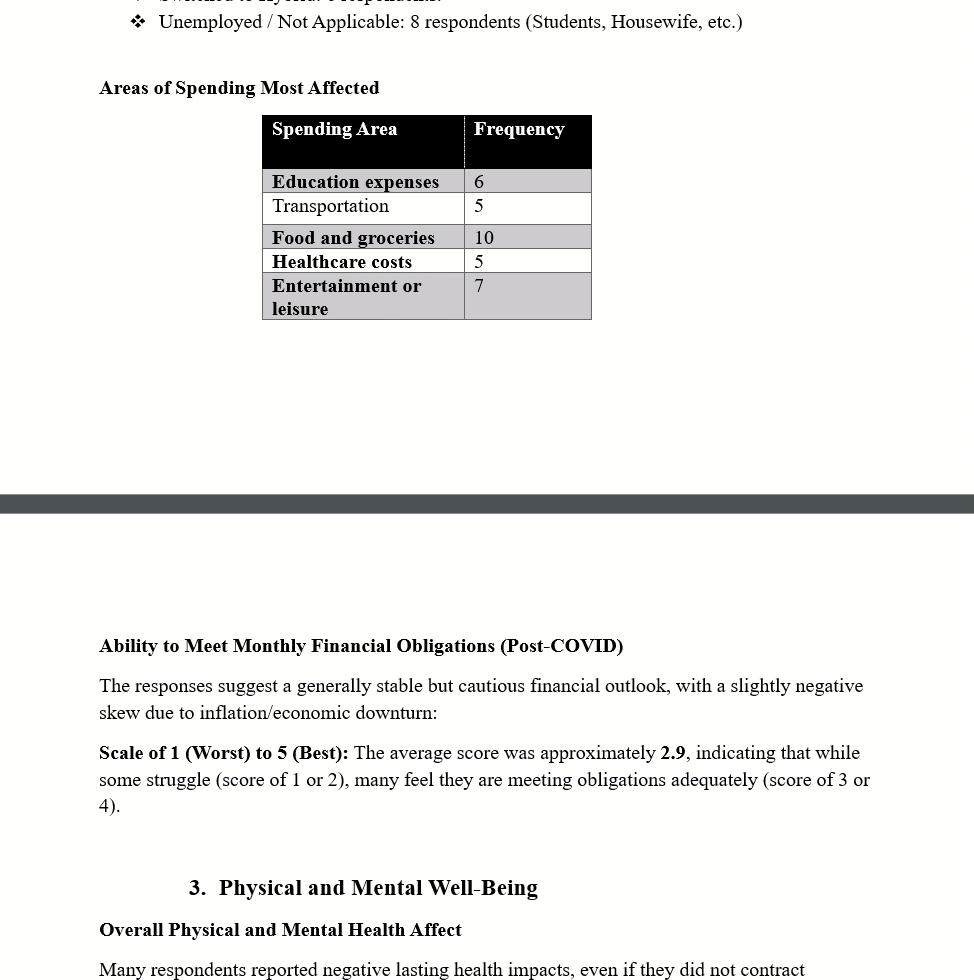 ❖ Unemployed / Not Applicable: 8 respondents (Students, Housewife, etc.)
Areas of Spending Most Affected
Spending Area Frequency
Education expenses 6
Transportation 5
Food and groceries 10
Healthcare costs 5
Entertainment or 7
leisure
Ability to Meet Monthly Financial Obligations (Post-COVID)
The responses suggest a generally stable but cautious financial outlook, with a slightly negative
skew due to inflation/economic downturn:
Scale of 1 (Worst) to 5 (Best): The average score was approximately 2.9, indicating that while
some struggle (score of 1 or 2), many feel they are meeting obligations adequately (score of 3 or
4).
3. Physical and Mental Well-Being
Overall Physical and Mental Health Affect
Many respondents reported negative lasting health impacts, even if they did not contract